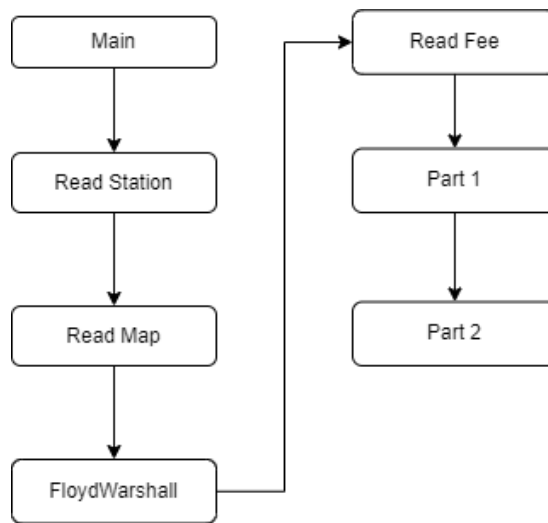 Main
Read Station
Read Map
FloydWarshall
Read Fee
Part 1
Part 2